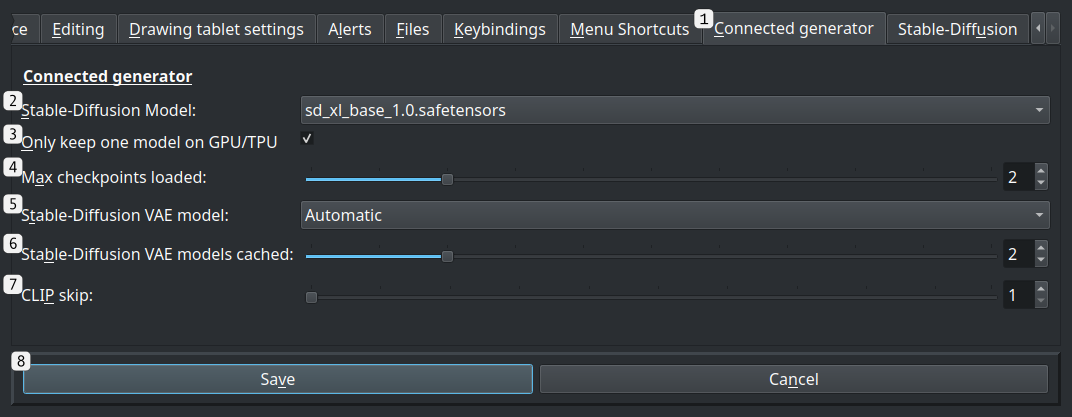 ce Editing Drawing tablet settings Alerts Files Keybindings Menu Shortcuts 1 Connected generator Stable-Diffusion
Connected generator
2 Stable-Diffusion Model: sd_xl_base_1.0.safetensors
3 Only keep one model on GPU/TPU
4 Max checkpoints loaded: 2
5 Stable-Diffusion VAE model: Automatic
6 Stable-Diffusion VAE models cached: 2
7 CLIP skip: 1
8 Save Cancel